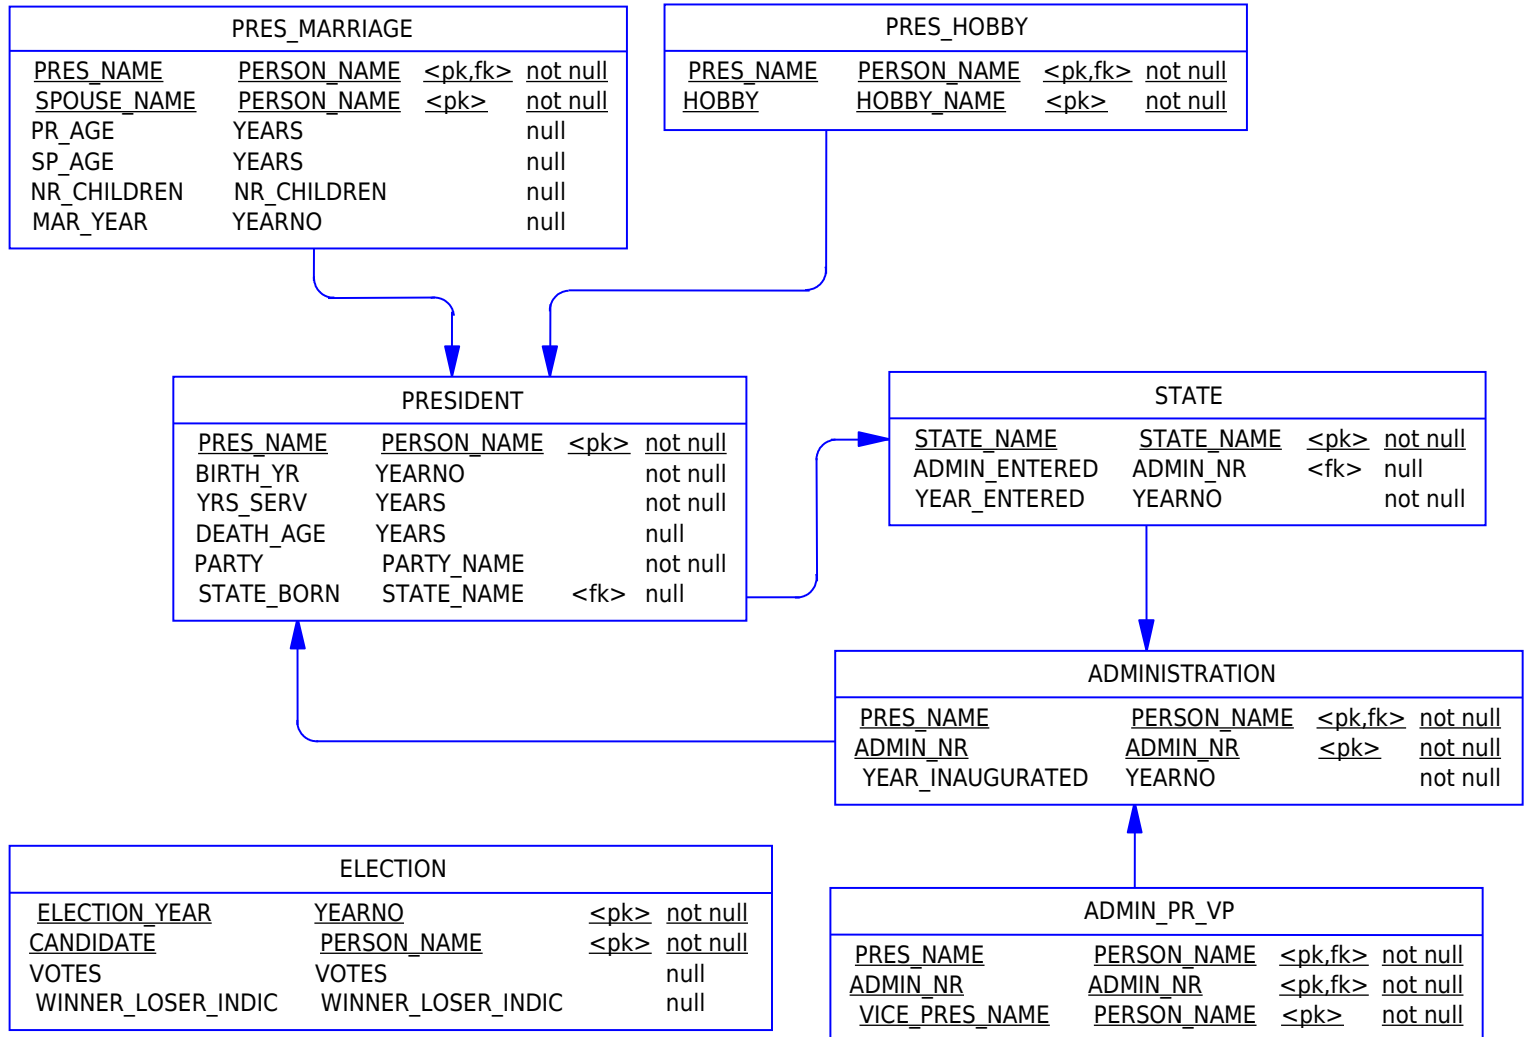 PRES_MARRIAGE
PRES_NAME PERSON_NAME <pk,fk> not null
SPOUSE_NAME PERSON_NAME <pk> not null
PR_AGE YEARS null
SP_AGE YEARS null
NR_CHILDREN NR_CHILDREN null
MAR_YEAR YEARNO null
PRES_HOBBY
PRES_NAME PERSON_NAME <pk,fk> not null
HOBBY HOBBY_NAME <pk> not null
PRESIDENT
PRES_NAME PERSON_NAME <pk> not null
BIRTH_YR YEARNO not null
YRS_SERV YEARS not null
DEATH_AGE YEARS null
PARTY PARTY_NAME not null
STATE_BORN STATE_NAME <fk> null
STATE
STATE_NAME STATE_NAME <pk> not null
ADMIN_ENTERED ADMIN_NR <fk> null
YEAR_ENTERED YEARNO not null
ADMINISTRATION
PRES_NAME PERSON_NAME <pk,fk> not null
ADMIN_NR ADMIN_NR <pk> not null
YEAR_INAUGURATED YEARNO not null
ELECTION
ELECTION_YEAR YEARNO <pk> not null
CANDIDATE PERSON_NAME <pk> not null
VOTES VOTES null
WINNER_LOSER_INDIC WINNER_LOSER_INDIC null
ADMIN_PR_VP
PRES_NAME PERSON_NAME <pk,fk> not null
ADMIN_NR ADMIN_NR <pk,fk> not null
VICE_PRES_NAME PERSON_NAME <pk> not null